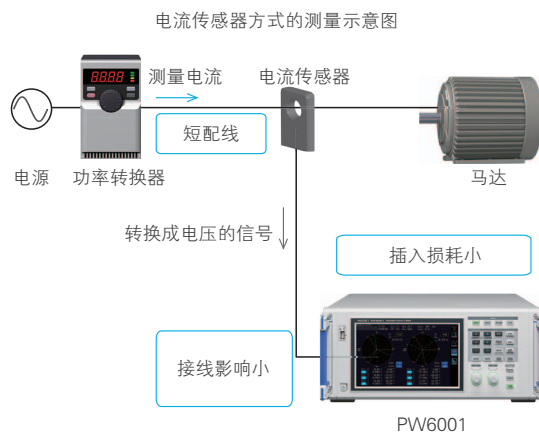 电流传感器方式的测量示意图
8888
测量电流
电流传感器
短配线
电源
功率转换器
马达
转换成电压的信号
插入损耗小
接线影响小
PW6001